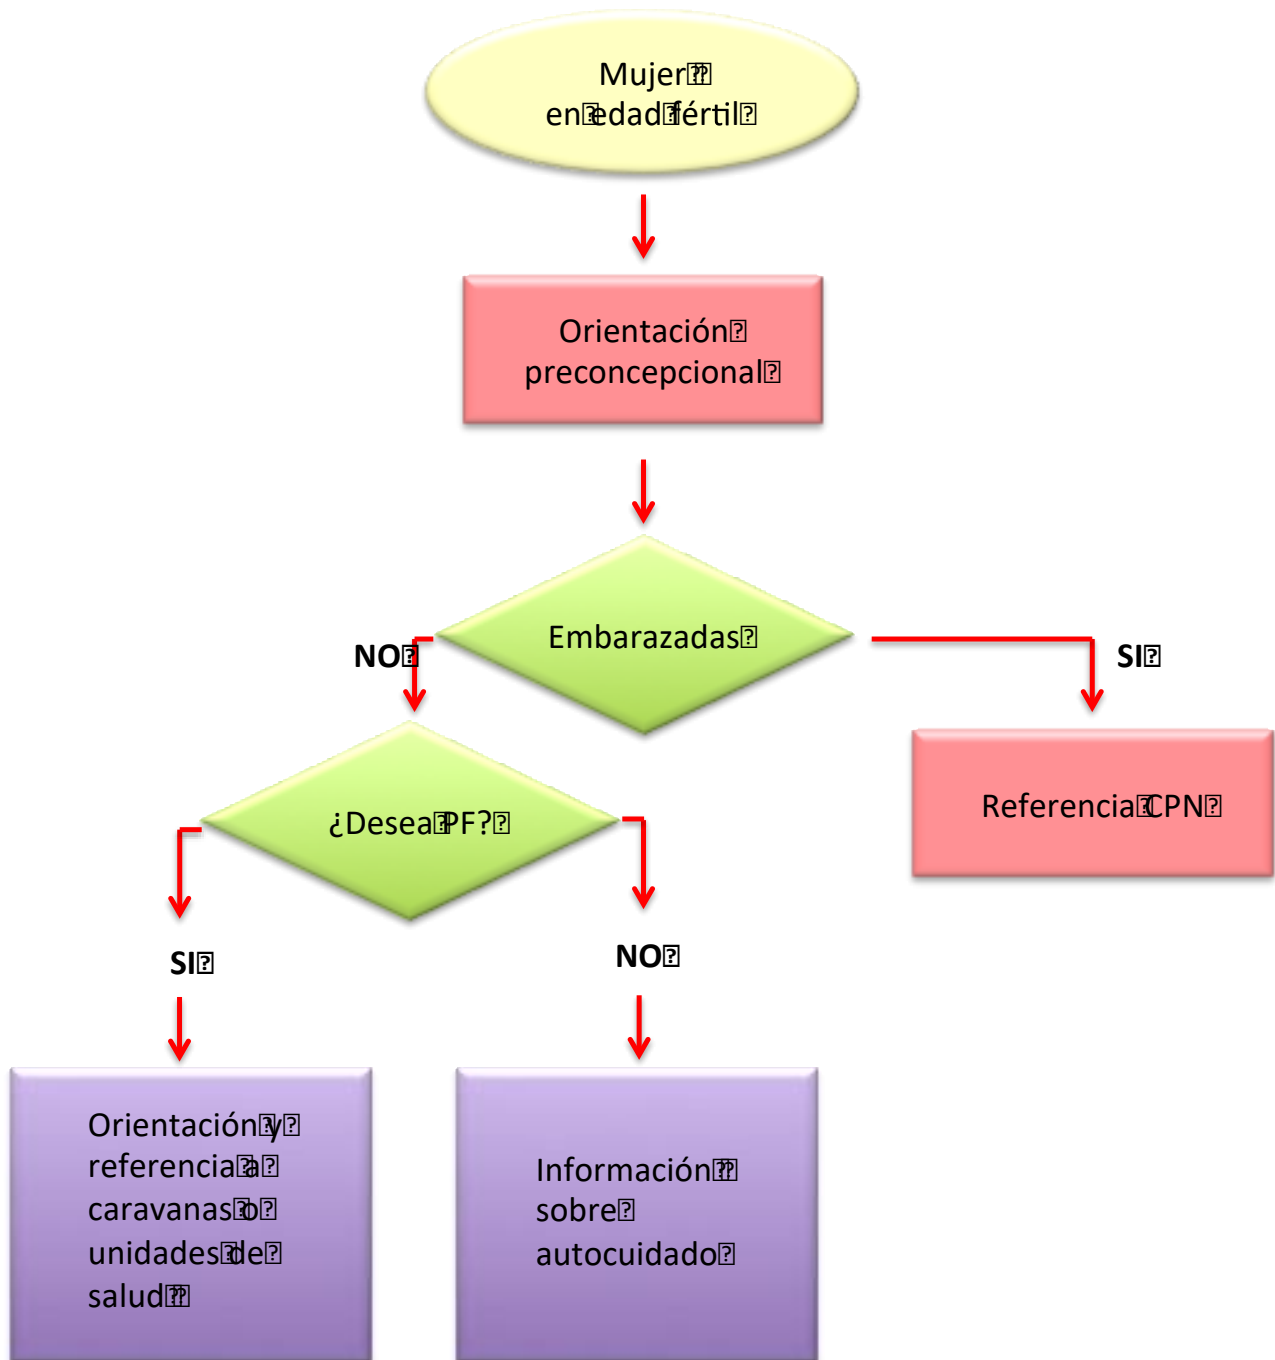 Mujer
en edad fértil
Orientación
preconcepcional
Embarazadas
NO
SI
¿Desea PF?
Referencia CPN
SI
NO
Orientación y
referencia a
caravanas o
unidades de
salud
Información
sobre
autocuidado